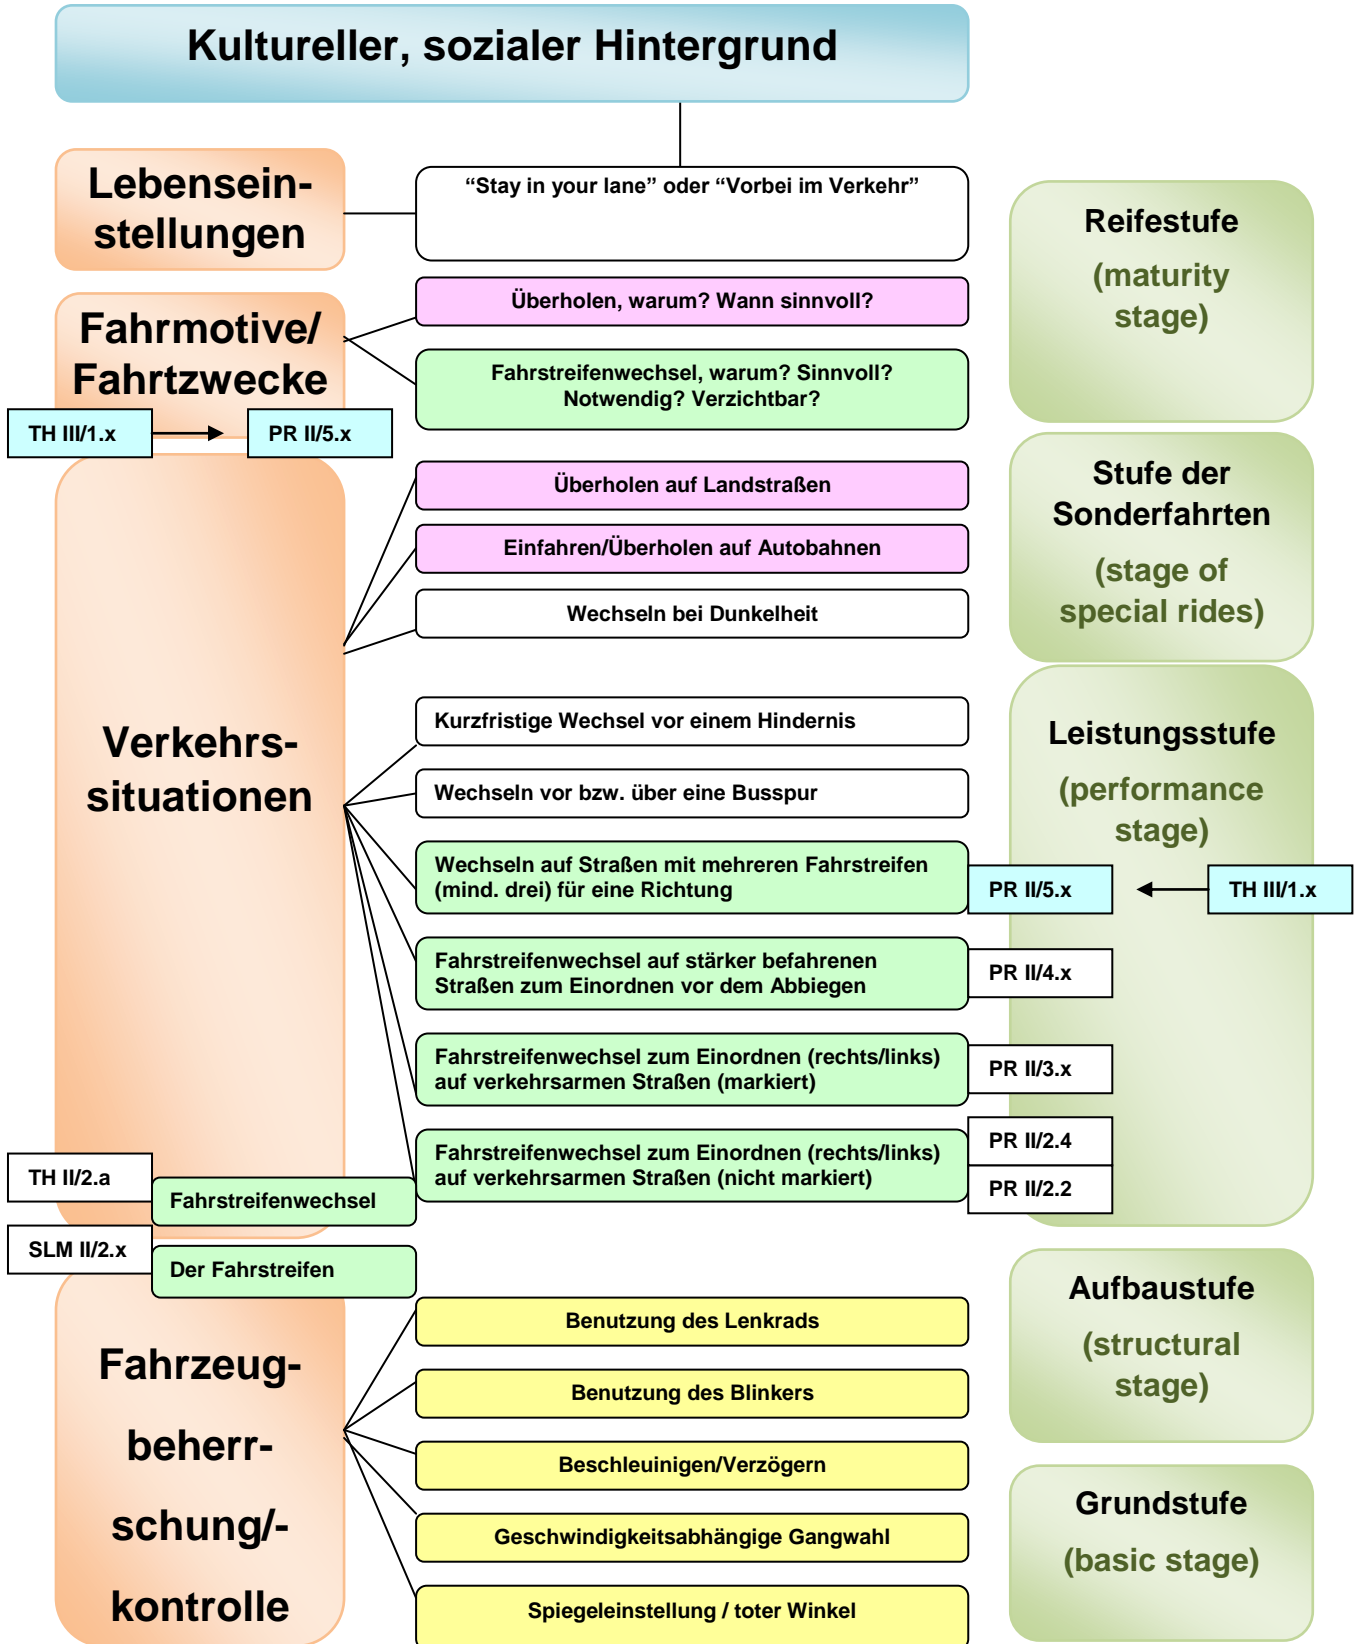 Kultureller, sozialer Hintergrund
Lebensein-
stellungen
“Stay in your lane” oder “Vorbei im Verkehr”
Reifestufe
(maturity
stage)
Fahrmotive/
Fahrtzwecke
Überholen, warum? Wann sinnvoll?
Fahrstreifenwechsel, warum? Sinnvoll?
Notwendig? Verzichtbar?
TH III/1.x
PR II/5.x
Stufe der
Sonderfahrten
(stage of
special rides)
Überholen auf Landstraßen
Einfahren/Überholen auf Autobahnen
Wechseln bei Dunkelheit
Verkehrs-
situationen
Kurzfristige Wechsel vor einem Hindernis
Wechseln vor bzw. über eine Busspur
Wechseln auf Straßen mit mehreren Fahrstreifen
(mind. drei) für eine Richtung
Leistungsstufe
(performance
stage)
PR II/5.x
TH III/1.x
Fahrstreifenwechsel auf stärker befahrenen
Straßen zum Einordnen vor dem Abbiegen
PR II/4.x
Fahrstreifenwechsel zum Einordnen (rechts/links)
auf verkehrsarmen Straßen (markiert)
PR II/3.x
Fahrstreifenwechsel zum Einordnen (rechts/links)
auf verkehrsarmen Straßen (nicht markiert)
PR II/2.4
PR II/2.2
TH II/2.a
Fahrstreifenwechsel
SLM II/2.x
Der Fahrstreifen
Fahrzeug-
beherr-
schung/-
kontrolle
Benutzung des Lenkrads
Benutzung des Blinkers
Beschleuinigen/Verzögern
Geschwindigkeitsabhängige Gangwahl
Spiegeleinstellung / toter Winkel
Aufbaustufe
(structural
stage)
Grundstufe
(basic stage)